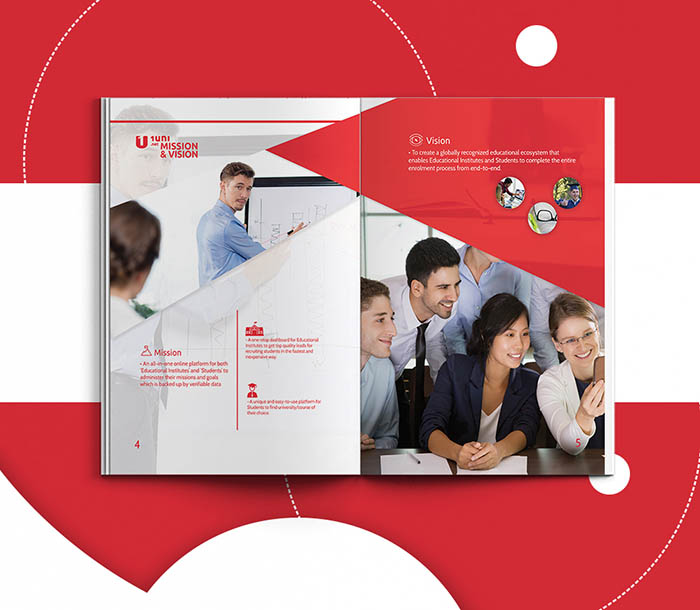 1uni
.net MISSION
& VISION
Mission
- An all-in-one online platform for both
'Educational Institutes' and 'Students' to
administer their missions and goals
which is backed up by verifiable data.
- A one-stop dashboard for Educational
Institutes to get top quality leads for
recruiting students in the fastest and
inexpensive way.
- A unique and easy-to-use platform for
Students to find university/course of
their choice
4
Vision
- To create a globally recognized educational ecosystem that
enables Educational Institutes and Students to complete the entire
enrolment process from end-to-end.
5